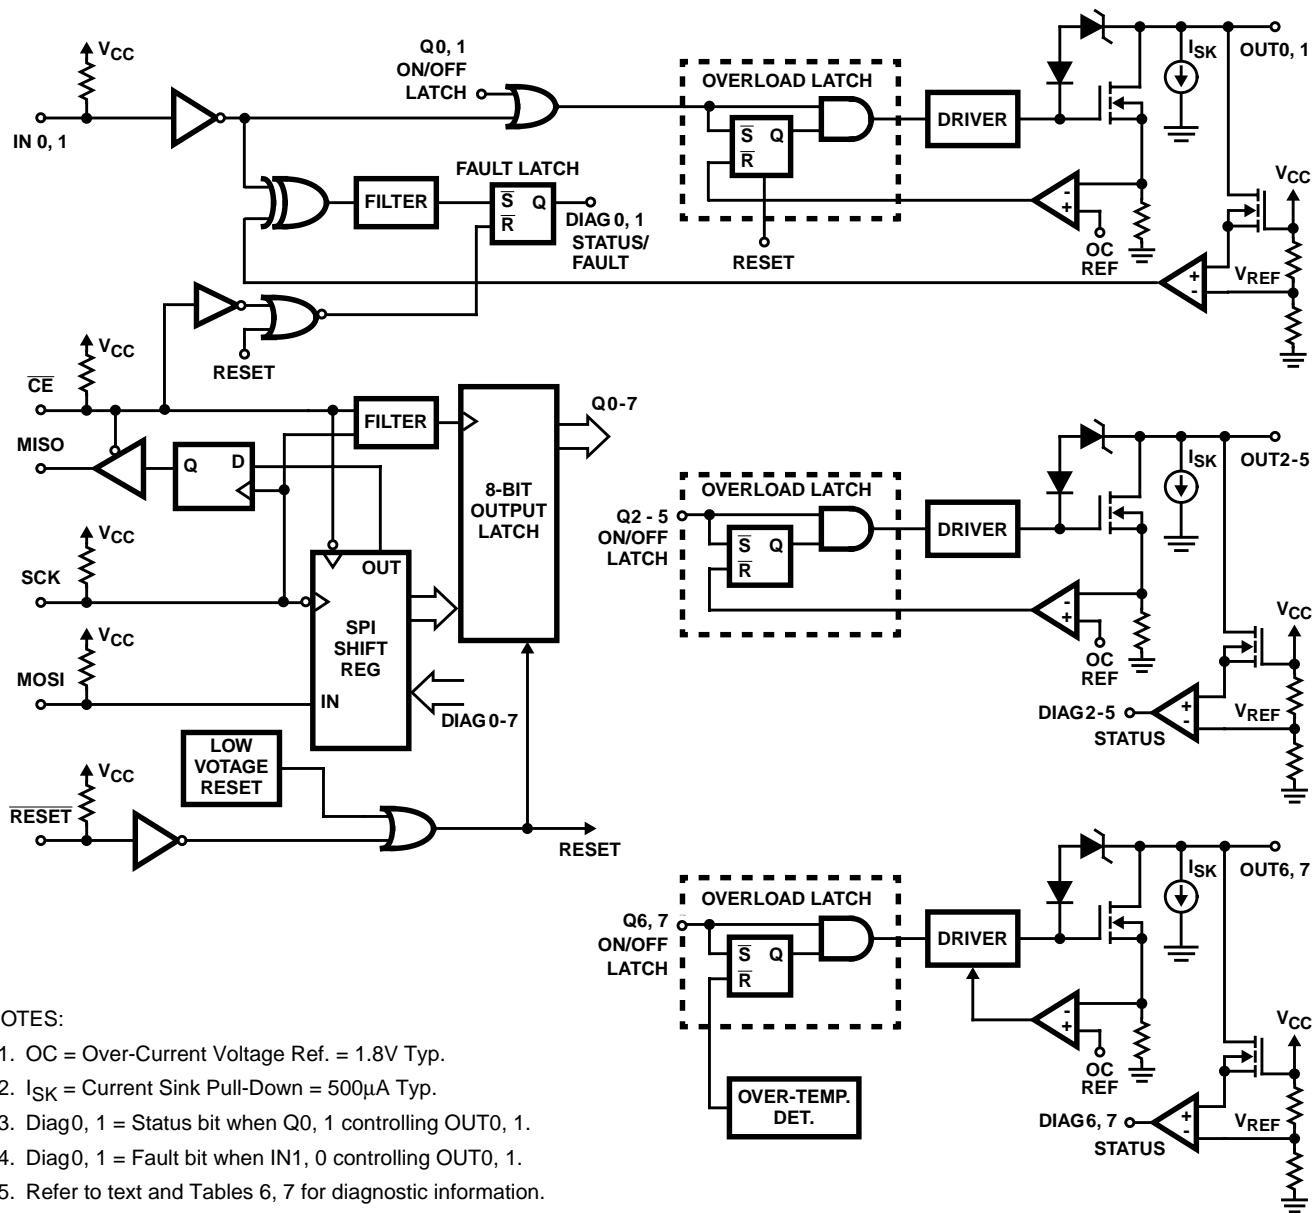 VCC
Q0, 1
ON/OFF
LATCH
IN 0, 1
OVERLOAD LATCH
S Q
R
RESET
DRIVER
ISK
OUT0, 1
-
+
OC
REF
VCC
VREF
+
-
FAULT LATCH
FILTER
S Q
R
DIAG 0, 1
STATUS/
FAULT
RESET
VCC
CE
MISO
Q D
FILTER
8-BIT
OUTPUT
LATCH
Q0-7
VCC
SCK
OUT
SPI
SHIFT
REG
IN
VCC
MOSI
DIAG 0-7
LOW
VOTAGE
RESET
VCC
RESET
RESET
OVERLOAD LATCH
Q2 - 5
ON/OFF
LATCH
S Q
R
DRIVER
ISK
OUT2-5
-
+
OC
REF
VCC
VREF
+
-
DIAG2-5
STATUS
OVERLOAD LATCH
Q6, 7
ON/OFF
LATCH
S Q
R
DRIVER
ISK
OUT6, 7
-
+
OC
REF
OVER-TEMP.
DET.
VCC
VREF
+
-
DIAG6, 7
STATUS
OTES:
1. OC = Over-Current Voltage Ref. = 1.8V Typ.
2. ISK = Current Sink Pull-Down = 500μA Typ.
3. Diag0, 1 = Status bit when Q0, 1 controlling OUT0, 1.
4. Diag0, 1 = Fault bit when IN1, 0 controlling OUT0, 1.
5. Refer to text and Tables 6, 7 for diagnostic information.